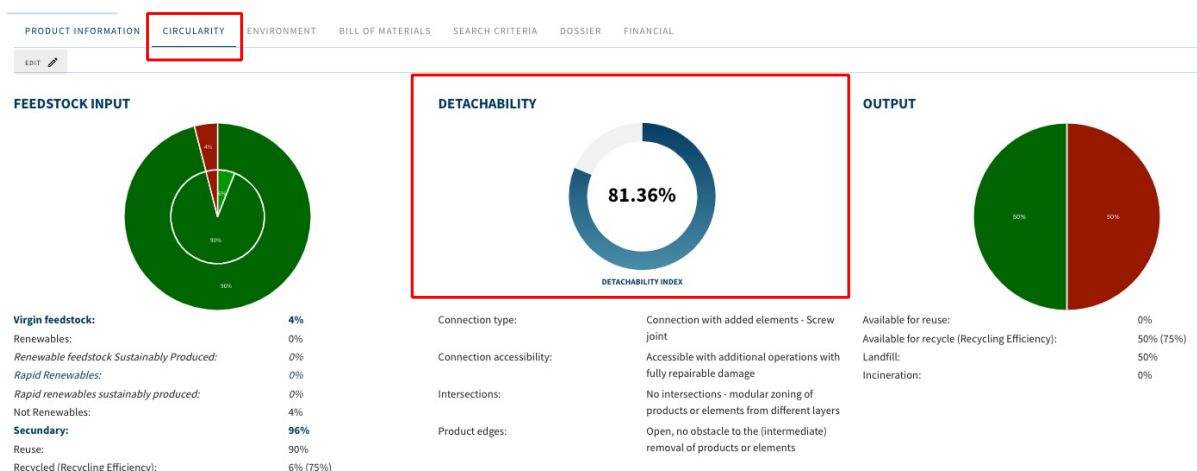 PRODUCT INFORMATION CIRCULARITY ENVIRONMENT BILL OF MATERIALS SEARCH CRITERIA DOSSIER FINANCIAL
EDIT
FEEDSTOCK INPUT
4%
90%
96%
Virgin feedstock: 4%
Renewables: 0%
Renewable feedstock Sustainably Produced: 0%
Rapid Renewables: 0%
Rapid renewables sustainably produced: 0%
Not Renewables: 4%
Secundary: 96%
Reuse: 90%
Recycled (Recycling Efficiency): 6% (75%)
DETACHABILITY
81.36%
DETACHABILITY INDEX
Connection type: Connection with added elements - Screw
joint
Connection accessibility: Accessible with additional operations with
fully repairable damage
Intersections: No intersections - modular zoning of
products or elements from different layers
Product edges: Open, no obstacle to the (intermediate)
removal of products or elements
OUTPUT
50% 50%
Available for reuse: 0%
Available for recycle (Recycling Efficiency): 50% (75%)
Landfill: 50%
Incineration: 0%